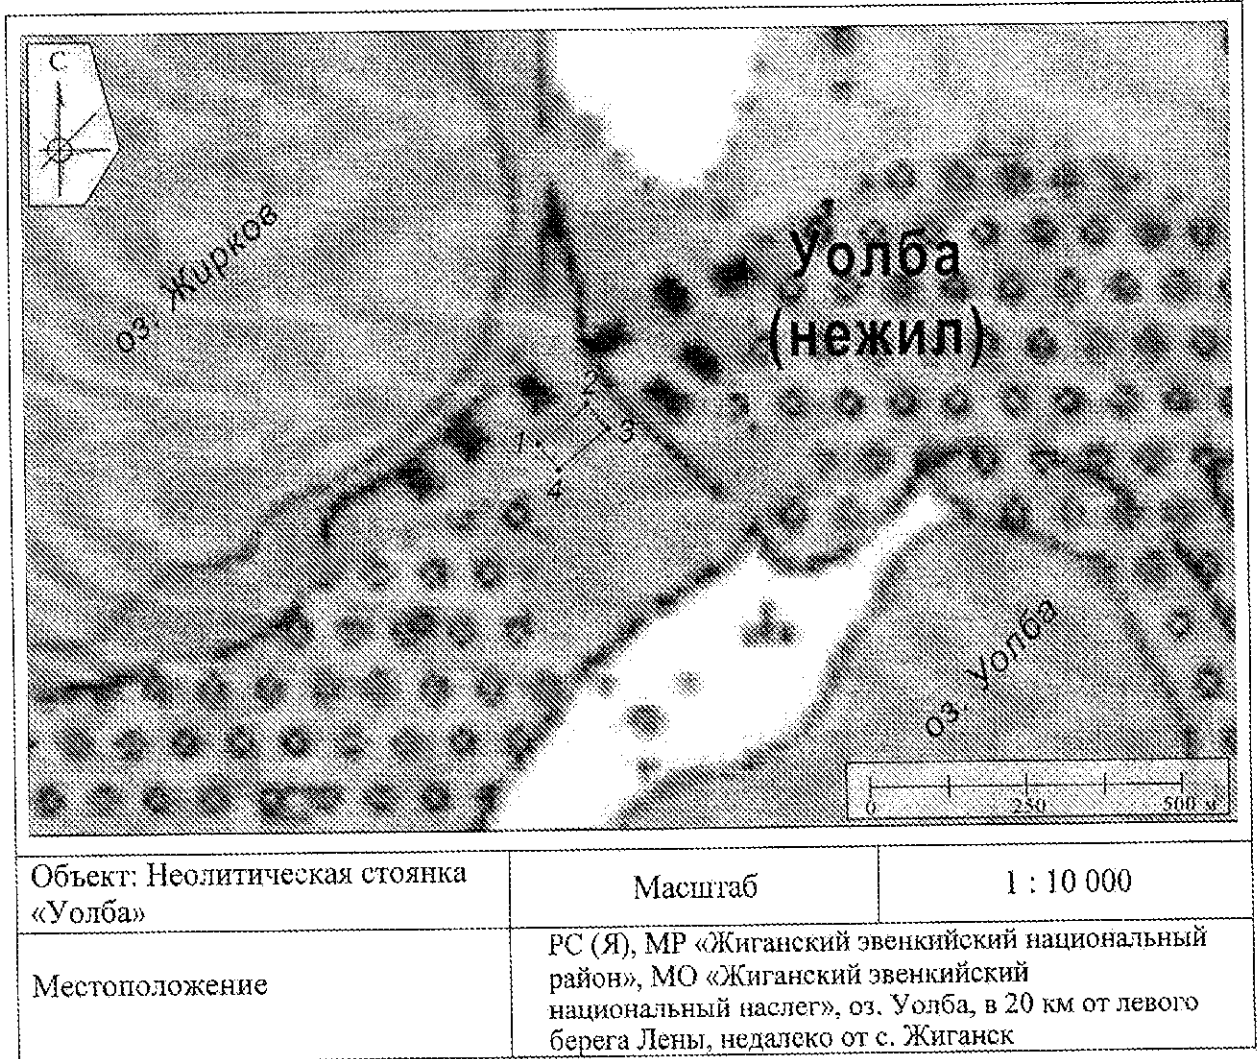 С
оз. Жирков
Уолба
(нежил)
2
1
3
4
оз. Уолба
0 250 500 м
Объект: Неолитическая стоянка
«Уолба»
Масштаб
1 : 10 000
Местоположение
РС (Я), МР «Жиганский эвенкийский национальный
район», МО «Жиганский эвенкийский
национальный наслег», оз. Уолба, в 20 км от левого
берега Лены, недалеко от с. Жиганск